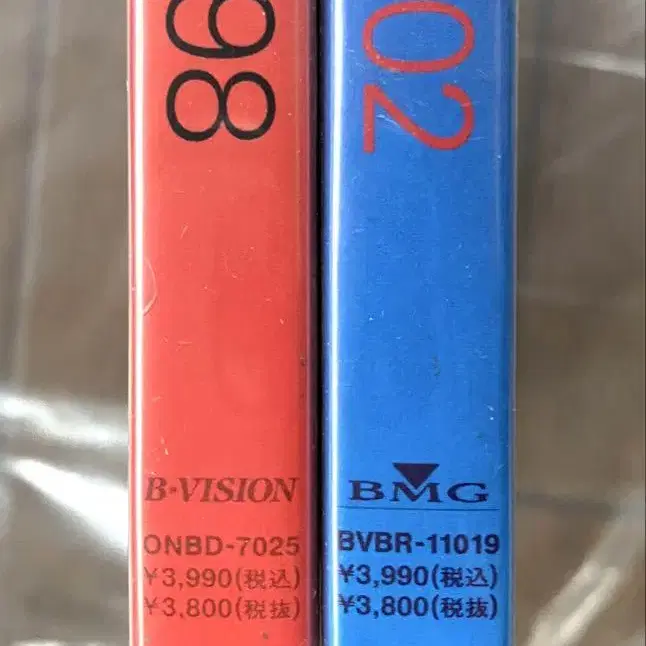 98
B-VISION
ONBD-7025
¥3,990(税込)
¥3,800(税抜)
02
BMG
BVBR-11019
¥3,990(税込)
¥3,800(税抜)